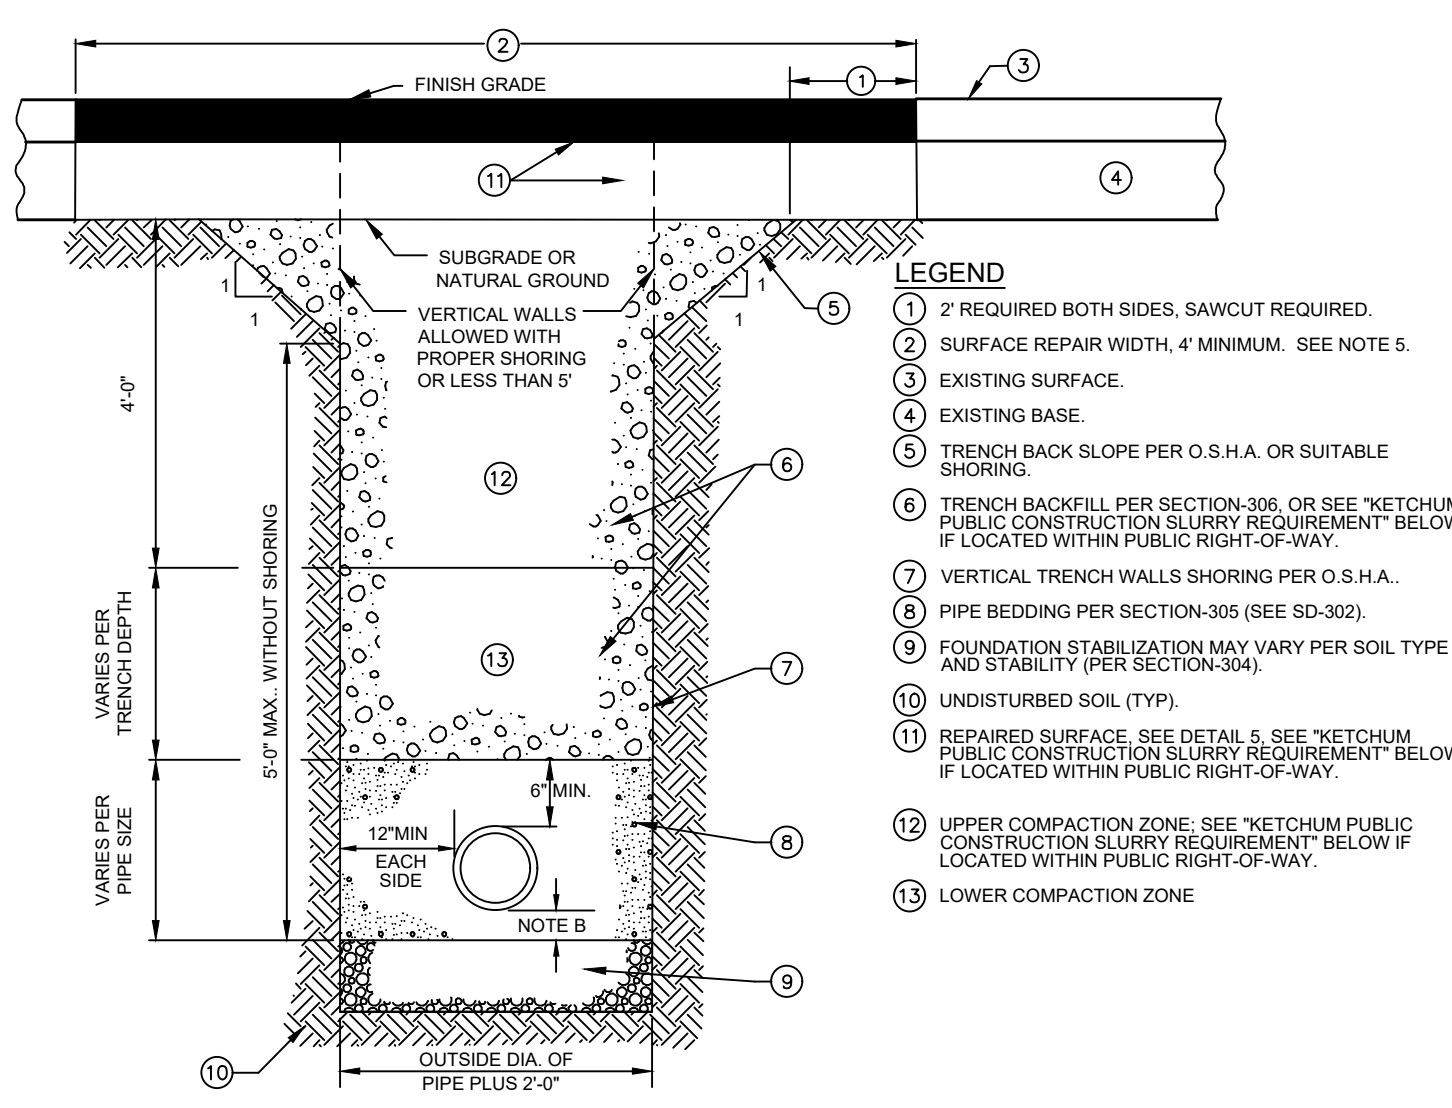 2
FINISH GRADE
1
3
11
4
SUBGRADE OR
NATURAL GROUND
1
1
VERTICAL WALLS
ALLOWED WITH
PROPER SHORING
OR LESS THAN 5'
1
1
5
4'-0"
12
6
5'-0" MAX.. WITHOUT SHORING
VARIES PER
TRENCH DEPTH
13
7
VARIES PER
PIPE SIZE
6" MIN.
12"MIN
EACH
SIDE
8
NOTE B
9
10
OUTSIDE DIA. OF
PIPE PLUS 2'-0"
LEGEND
1 2' REQUIRED BOTH SIDES, SAWCUT REQUIRED.
2 SURFACE REPAIR WIDTH, 4' MINIMUM. SEE NOTE 5.
3 EXISTING SURFACE.
4 EXISTING BASE.
5 TRENCH BACK SLOPE PER O.S.H.A. OR SUITABLE
SHORING.
6 TRENCH BACKFILL PER SECTION-306, OR SEE "KETCHUM
PUBLIC CONSTRUCTION SLURRY REQUIREMENT" BELOW
IF LOCATED WITHIN PUBLIC RIGHT-OF-WAY.
7 VERTICAL TRENCH WALLS SHORING PER O.S.H.A..
8 PIPE BEDDING PER SECTION-305 (SEE SD-302).
9 FOUNDATION STABILIZATION MAY VARY PER SOIL TYPE
AND STABILITY (PER SECTION-304).
10 UNDISTURBED SOIL (TYP).
11 REPAIRED SURFACE, SEE DETAIL 5, SEE "KETCHUM
PUBLIC CONSTRUCTION SLURRY REQUIREMENT" BELOW
IF LOCATED WITHIN PUBLIC RIGHT-OF-WAY.
12 UPPER COMPACTION ZONE; SEE "KETCHUM PUBLIC
CONSTRUCTION SLURRY REQUIREMENT" BELOW IF
LOCATED WITHIN PUBLIC RIGHT-OF-WAY.
13 LOWER COMPACTION ZONE